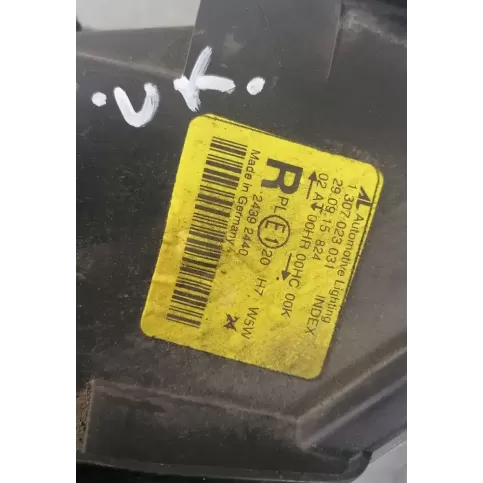 .UK.
AL Automotive Lighting
1 307 023 031 INDEX
29.09.15 824
02 A 00HR 00HC 00K
R PL E1 20 H7 W5W
2439 2440
Made in Germany